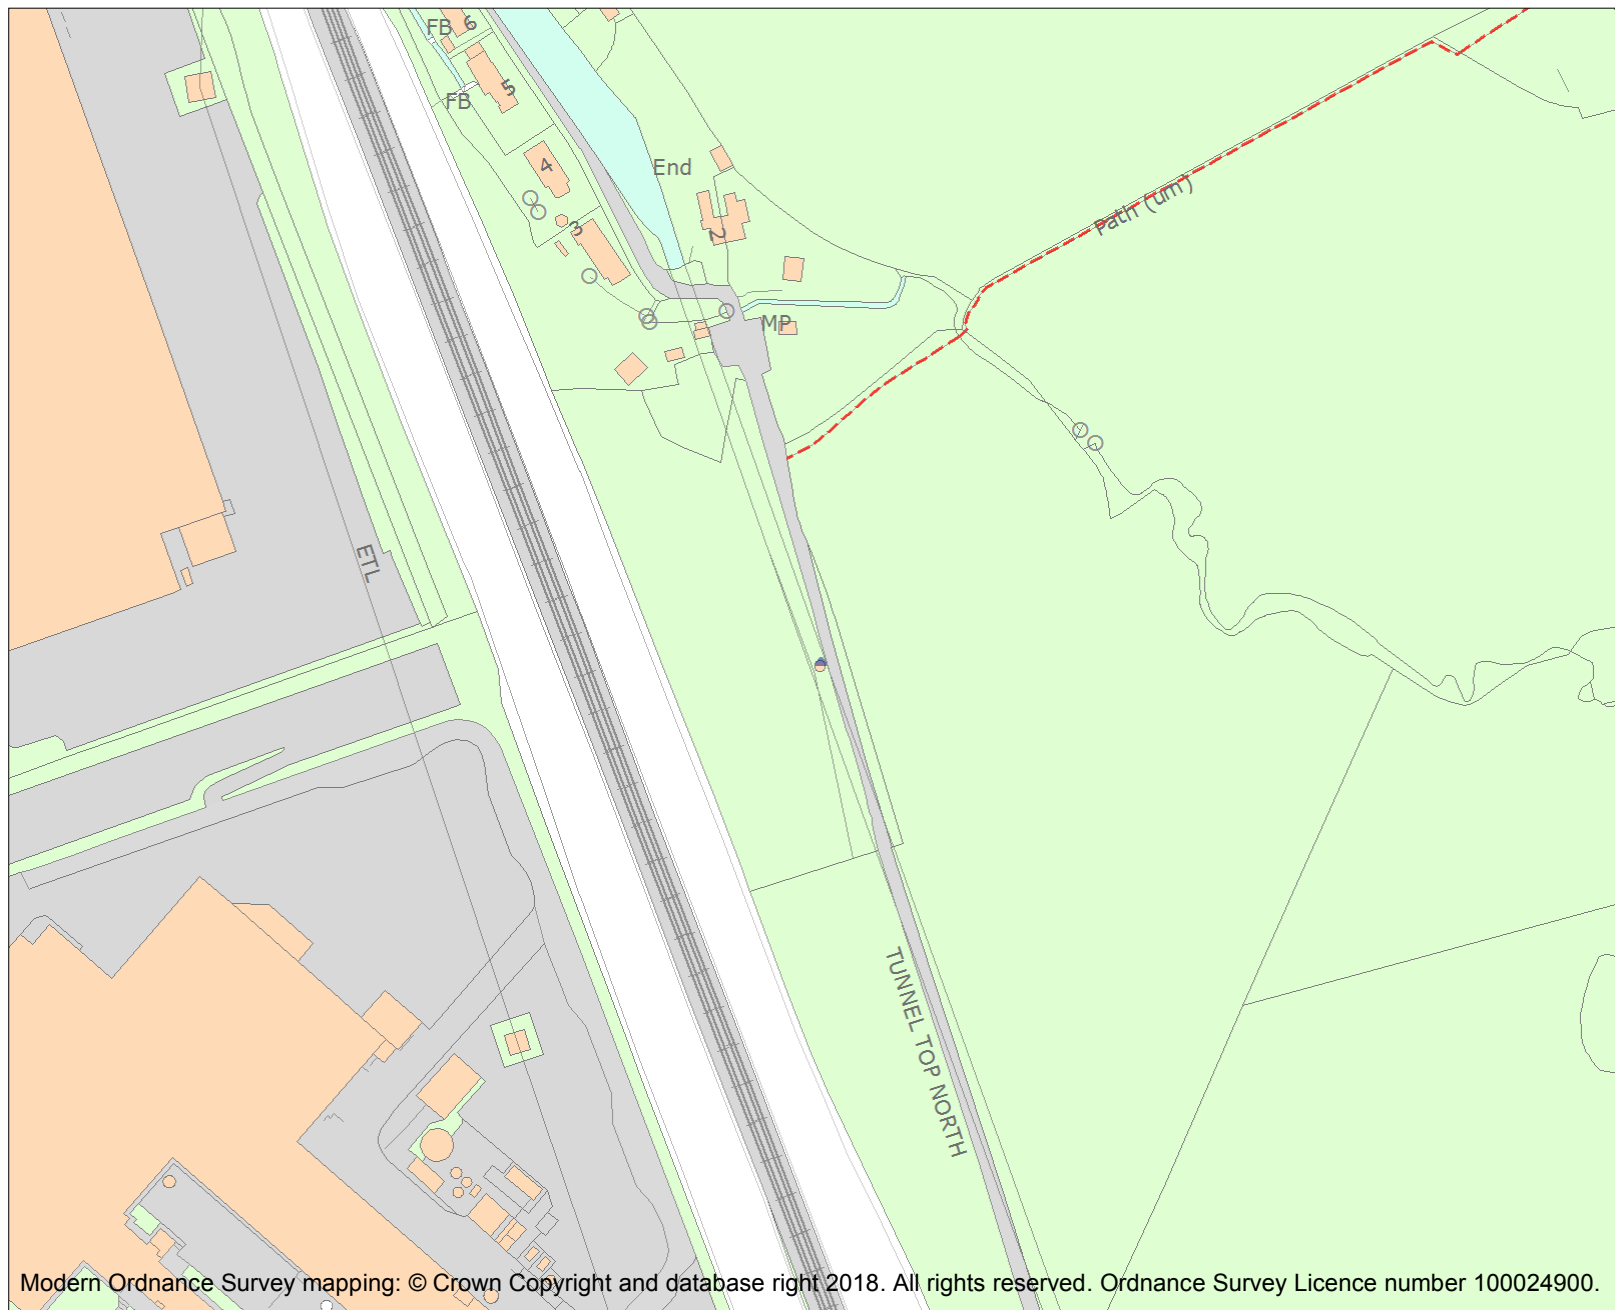 FB
6
5
FB
4
End
3
2
Path (um)
MP
ETL
TUNNEL TOP NORTH
Modern Ordnance Survey mapping: © Crown Copyright and database right 2018. All rights reserved. Ordnance Survey Licence number 100024900.